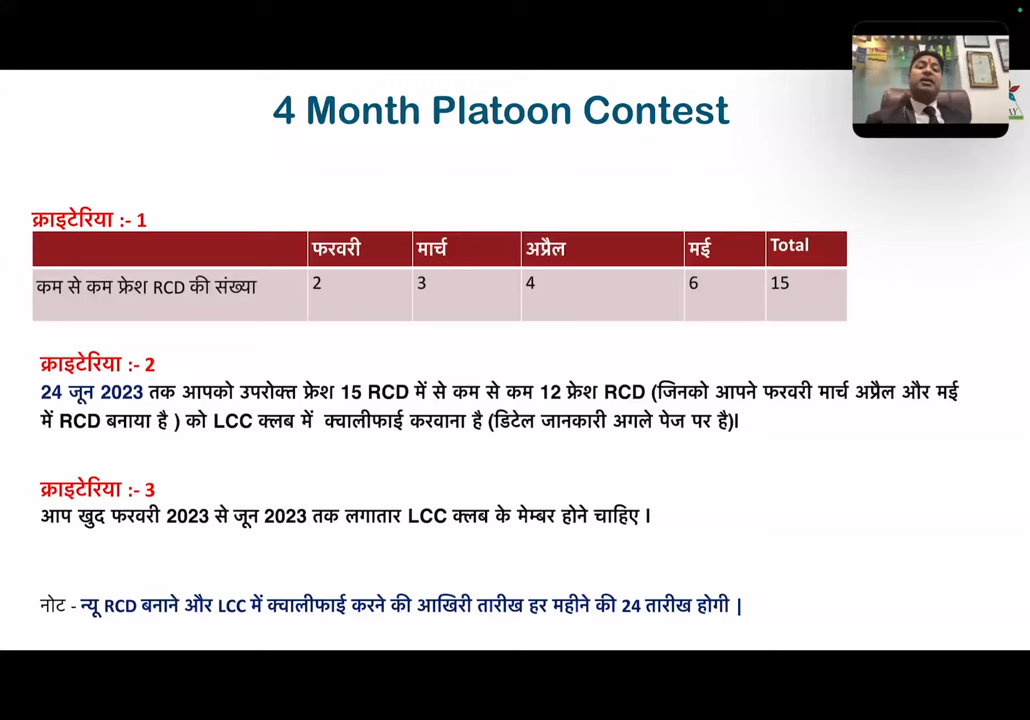 4 Month Platoon Contest
क्राइटेरिया :- 1
फरवरी मार्च अप्रैल मई Total
कम से कम फ्रेश RCD की संख्या 2 3 4 6 15
क्राइटेरिया :- 2
24 जून 2023 तक आपको उपरोक्त फ्रेश 15 RCD में से कम से कम 12 फ्रेश RCD (जिनको आपने फरवरी मार्च अप्रैल और मई
में RCD बनाया है ) को LCC क्लब में क्वालीफाई करवाना है (डिटेल जानकारी अगले पेज पर है)।
क्राइटेरिया :- 3
आप खुद फरवरी 2023 से जून 2023 तक लगातार LCC क्लब के मेम्बर होने चाहिए ।
नोट - न्यू RCD बनाने और LCC में क्वालीफाई करने की आखिरी तारीख हर महीने की 24 तारीख होगी |